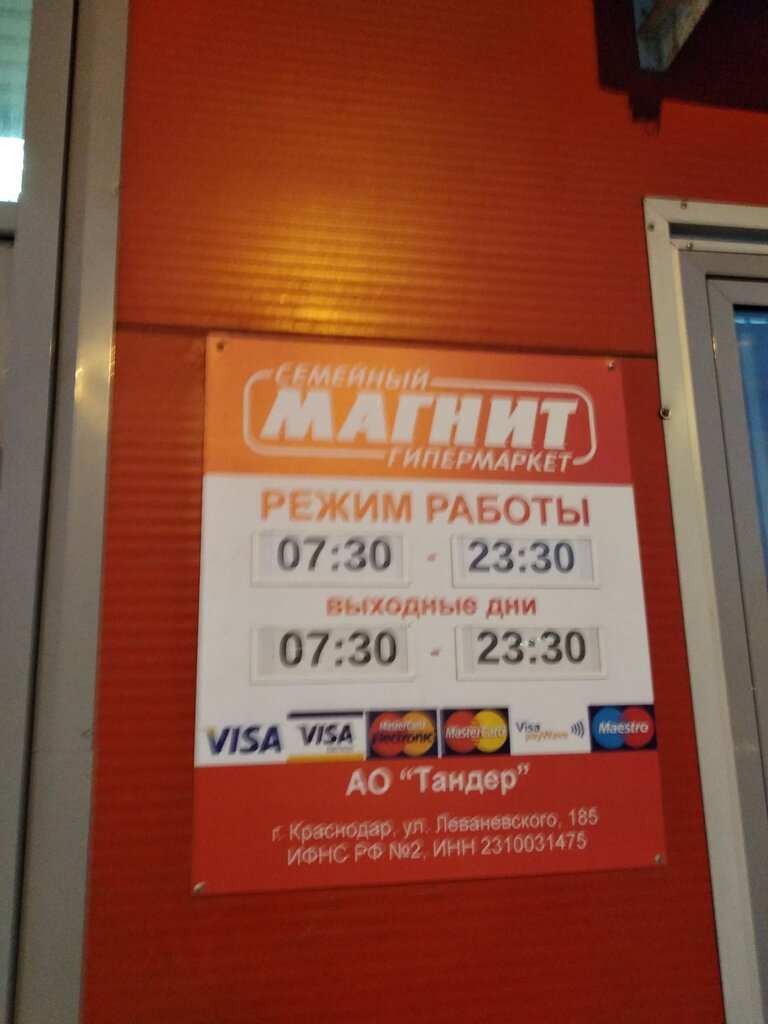 СЕМЕЙНЫЙ
МАГНИТ
ГИПЕРМАРКЕТ
РЕЖИМ РАБОТЫ
07:30 - 23:30
ВЫХОДНЫЕ ДНИ
07:30 - 23:30
VISA VISA MasterCard Electronic MasterCard Visa payWave Maestro
АО “Тандер”
г. Краснодар, ул. Леваневского, 185
ИФНС РФ №2, ИНН 2310031475